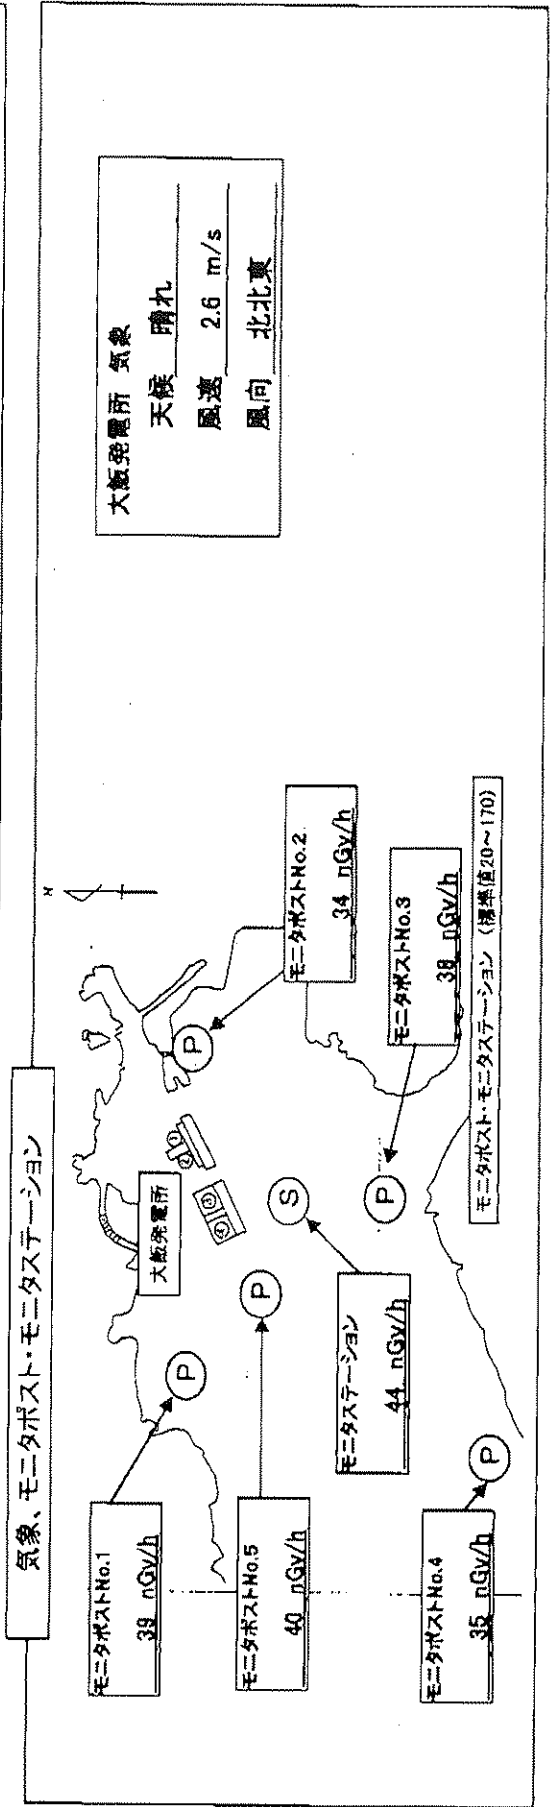 気象、モニタポスト・モニタステーション
モニタポストNo.1
39 nGy/h
モニタポストNo.5
40 nGy/h
モニタポストNo.4
35 nGy/h
モニタステーション
44 nGy/h
大飯発電所
P
P
P
S
P
P
①
②
③
④
N
モニタポストNo.2
34 nGy/h
モニタポストNo.3
38 nGy/h
モニタポスト・モニタステーション (標準値20~170)
大飯発電所 気象
天候 晴れ
風速 2.6 m/s
風向 北北東